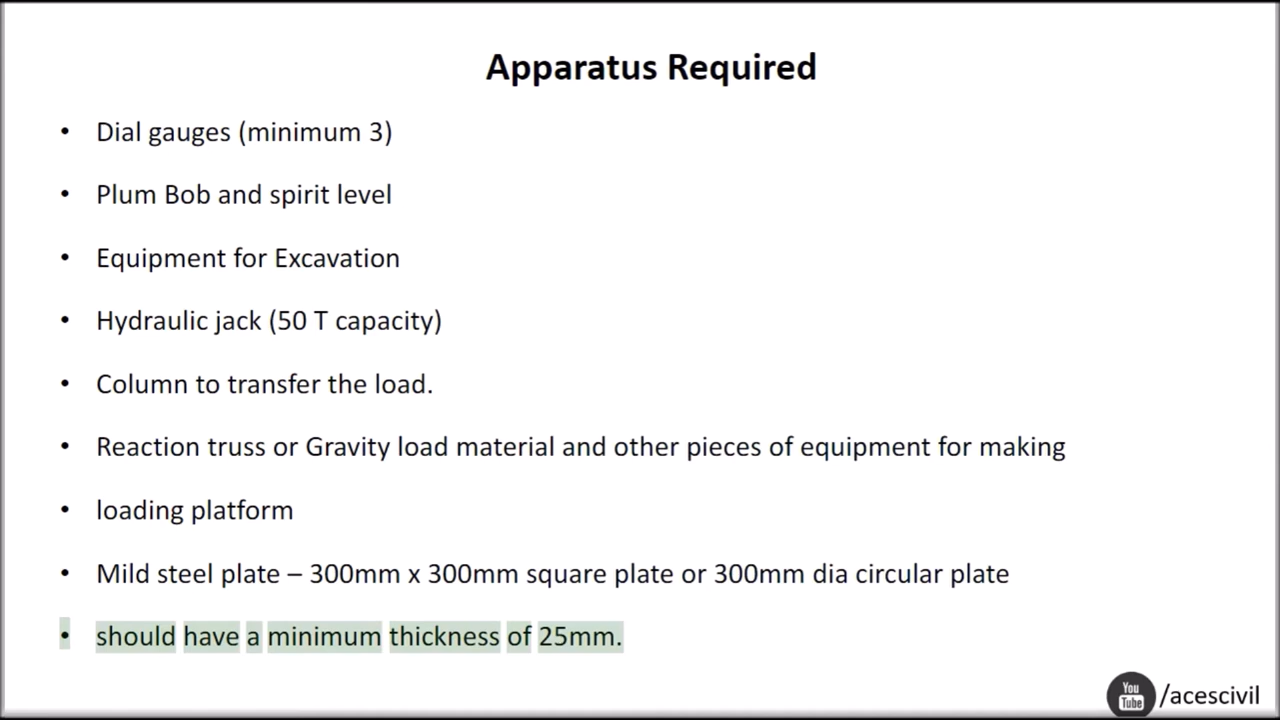 Apparatus Required
• Dial gauges (minimum 3)
• Plum Bob and spirit level
• Equipment for Excavation
• Hydraulic jack (50 T capacity)
• Column to transfer the load.
• Reaction truss or Gravity load material and other pieces of equipment for making
• loading platform
• Mild steel plate – 300mm x 300mm square plate or 300mm dia circular plate
• should have a minimum thickness of 25mm.
You Tube /acescivil